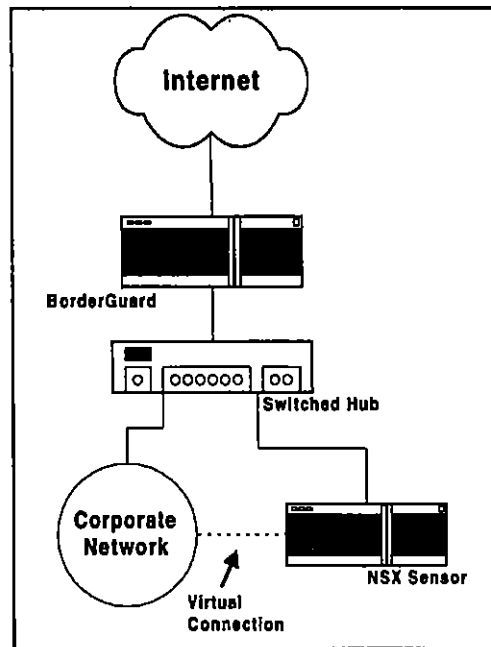 Internet
BorderGuard
Switched Hub
Corporate
Network
NSX Sensor
Virtual
Connection